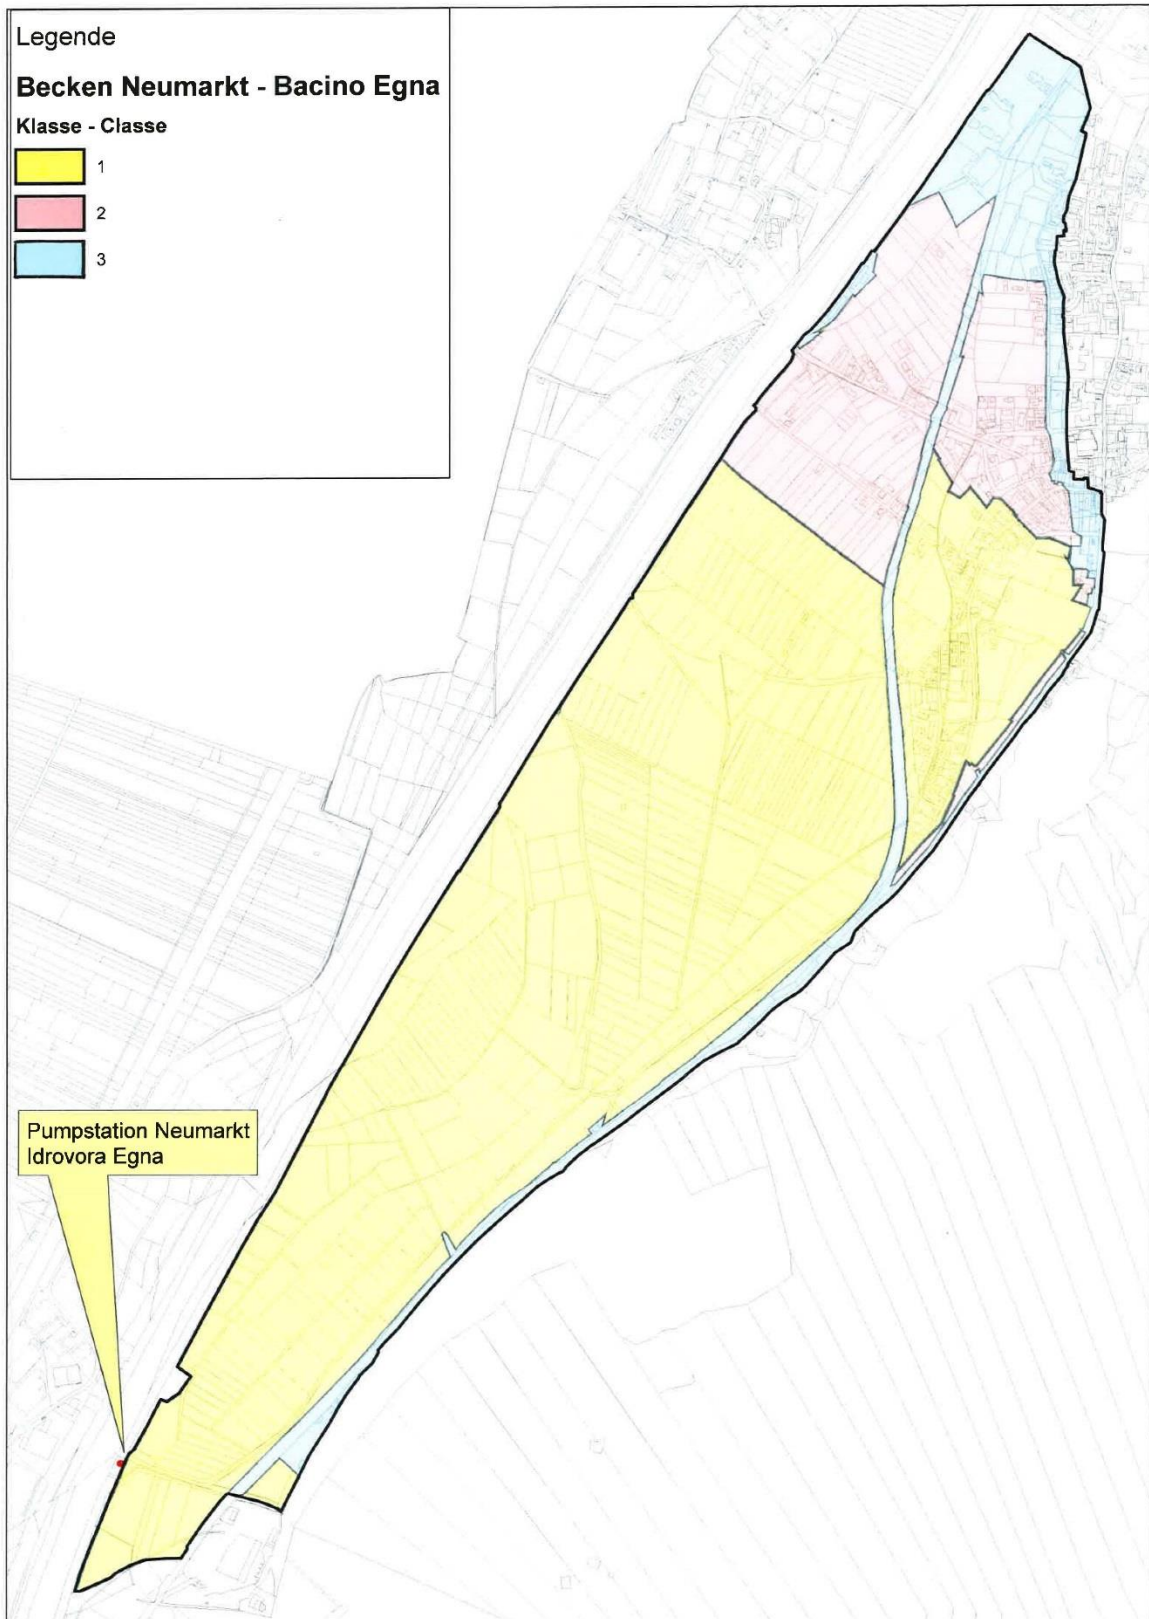 Legende
Becken Neumarkt - Bacino Egna
Klasse - Classe
1
2
3
Pumpstation Neumarkt
Idrovora Egna